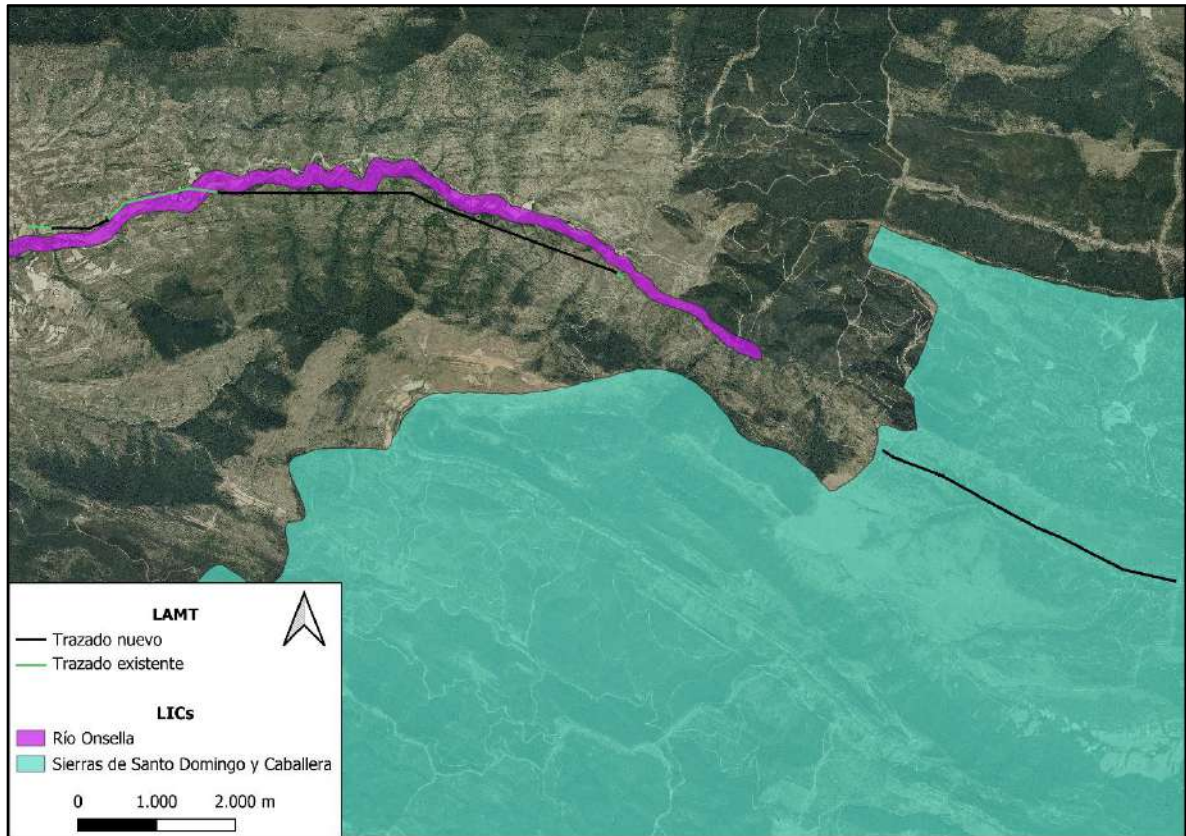 LAMT
Trazado nuevo
Trazado existente
LICs
Río Onsella
Sierras de Santo Domingo y Caballera
0 1.000 2.000 m